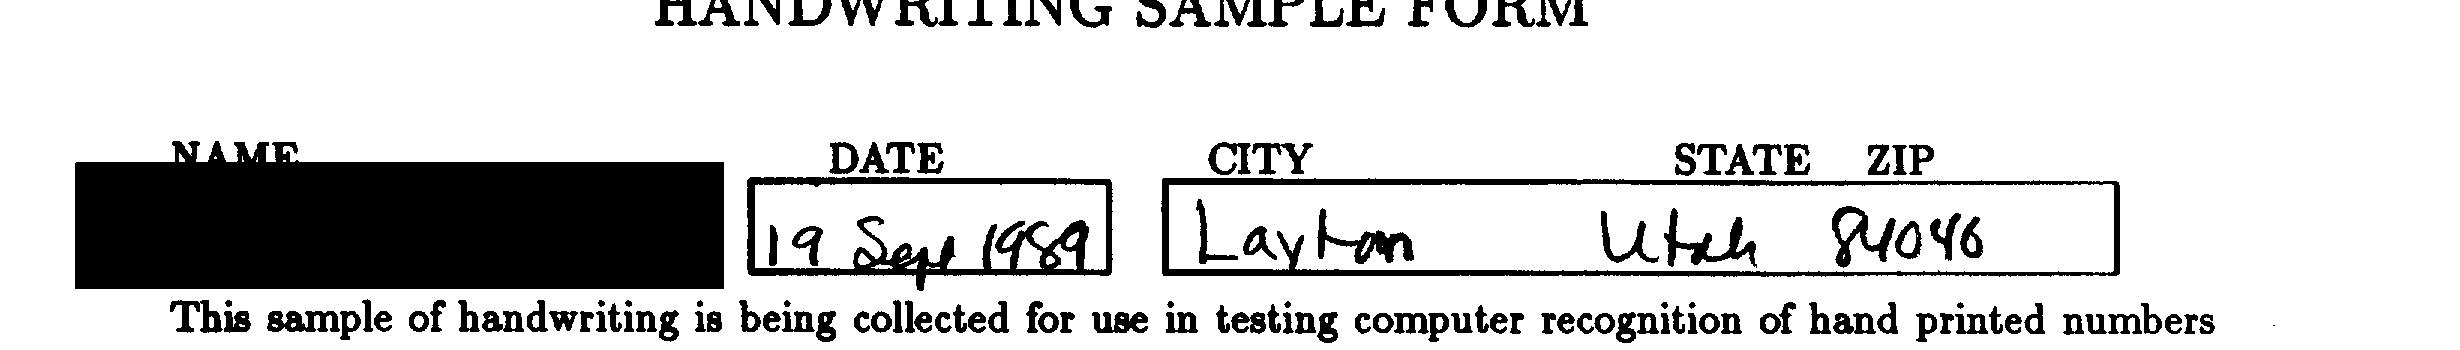 HANDWRITING SAMPLE FORM
NAME DATE CITY STATE ZIP
19 Sept 1989 Layton Utah 84046
This sample of handwriting is being collected for use in testing computer recognition of hand printed numbers